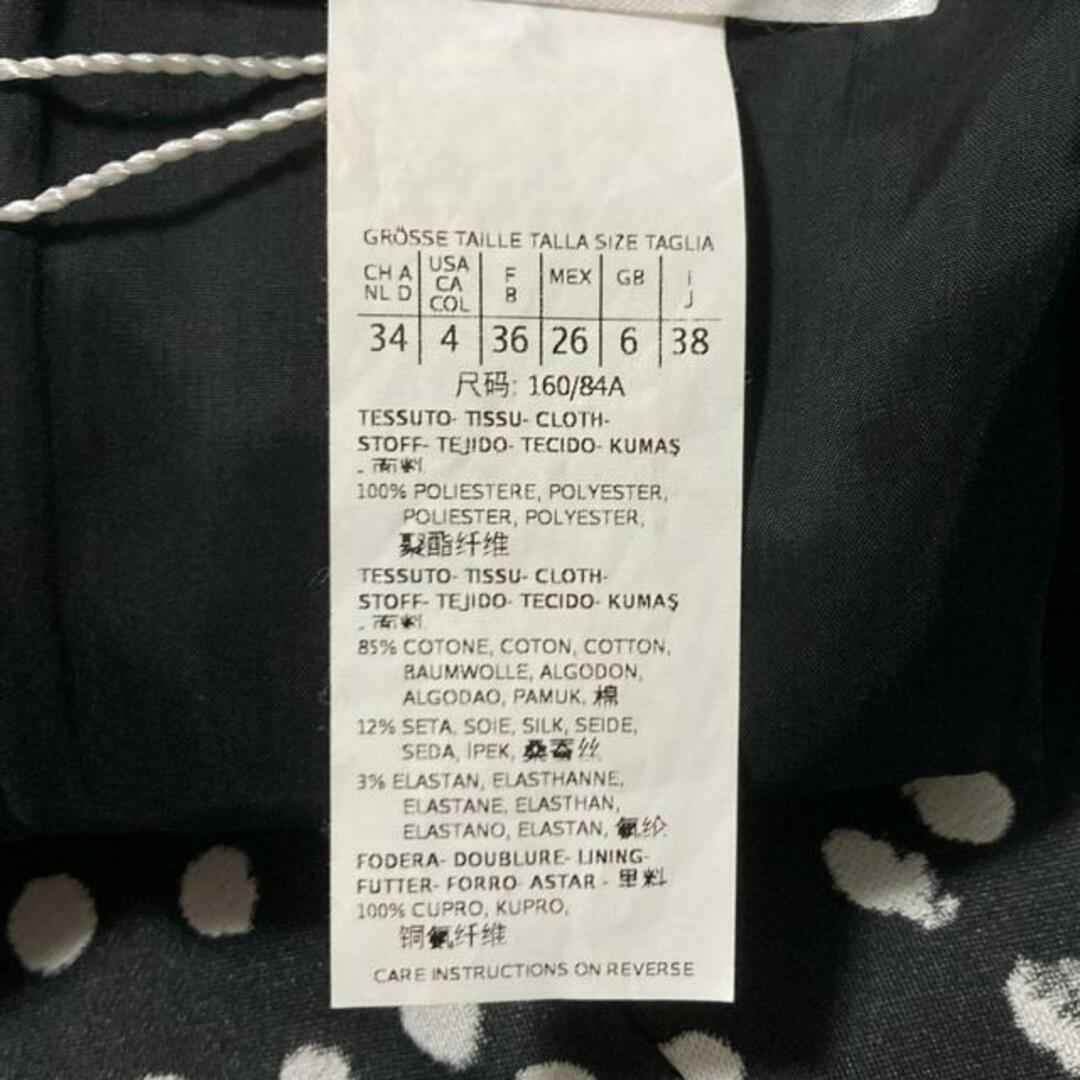 GRÖSSE TAILLE TALLA SIZE TAGLIA
CH A NL D USA CA COL F B MEX GB I J
34 4 36 26 6 38
尺码: 160/84A
TESSUTO- TISSU- CLOTH-
STOFF- TEJIDO- TECIDO- KUMAŞ
- 面料
100% POLIESTERE, POLYESTER,
POLIESTER, POLYESTER,
聚酯纤维
TESSUTO- TISSU- CLOTH-
STOFF- TEJIDO- TECIDO- KUMAŞ
- 面料
85% COTONE, COTON, COTTON,
BAUMWOLLE, ALGODON,
ALGODAO, PAMUK, 棉
12% SETA, SOIE, SILK, SEIDE,
SEDA, İPEK, 桑蚕丝
3% ELASTAN, ELASTHANNE,
ELASTANE, ELASTHAN,
ELASTANO, ELASTAN, 氨纶
FODERA- DOUBLURE- LINING-
FUTTER- FORRO- ASTAR - 里料
100% CUPRO, KUPRO,
铜氨纤维
CARE INSTRUCTIONS ON REVERSE